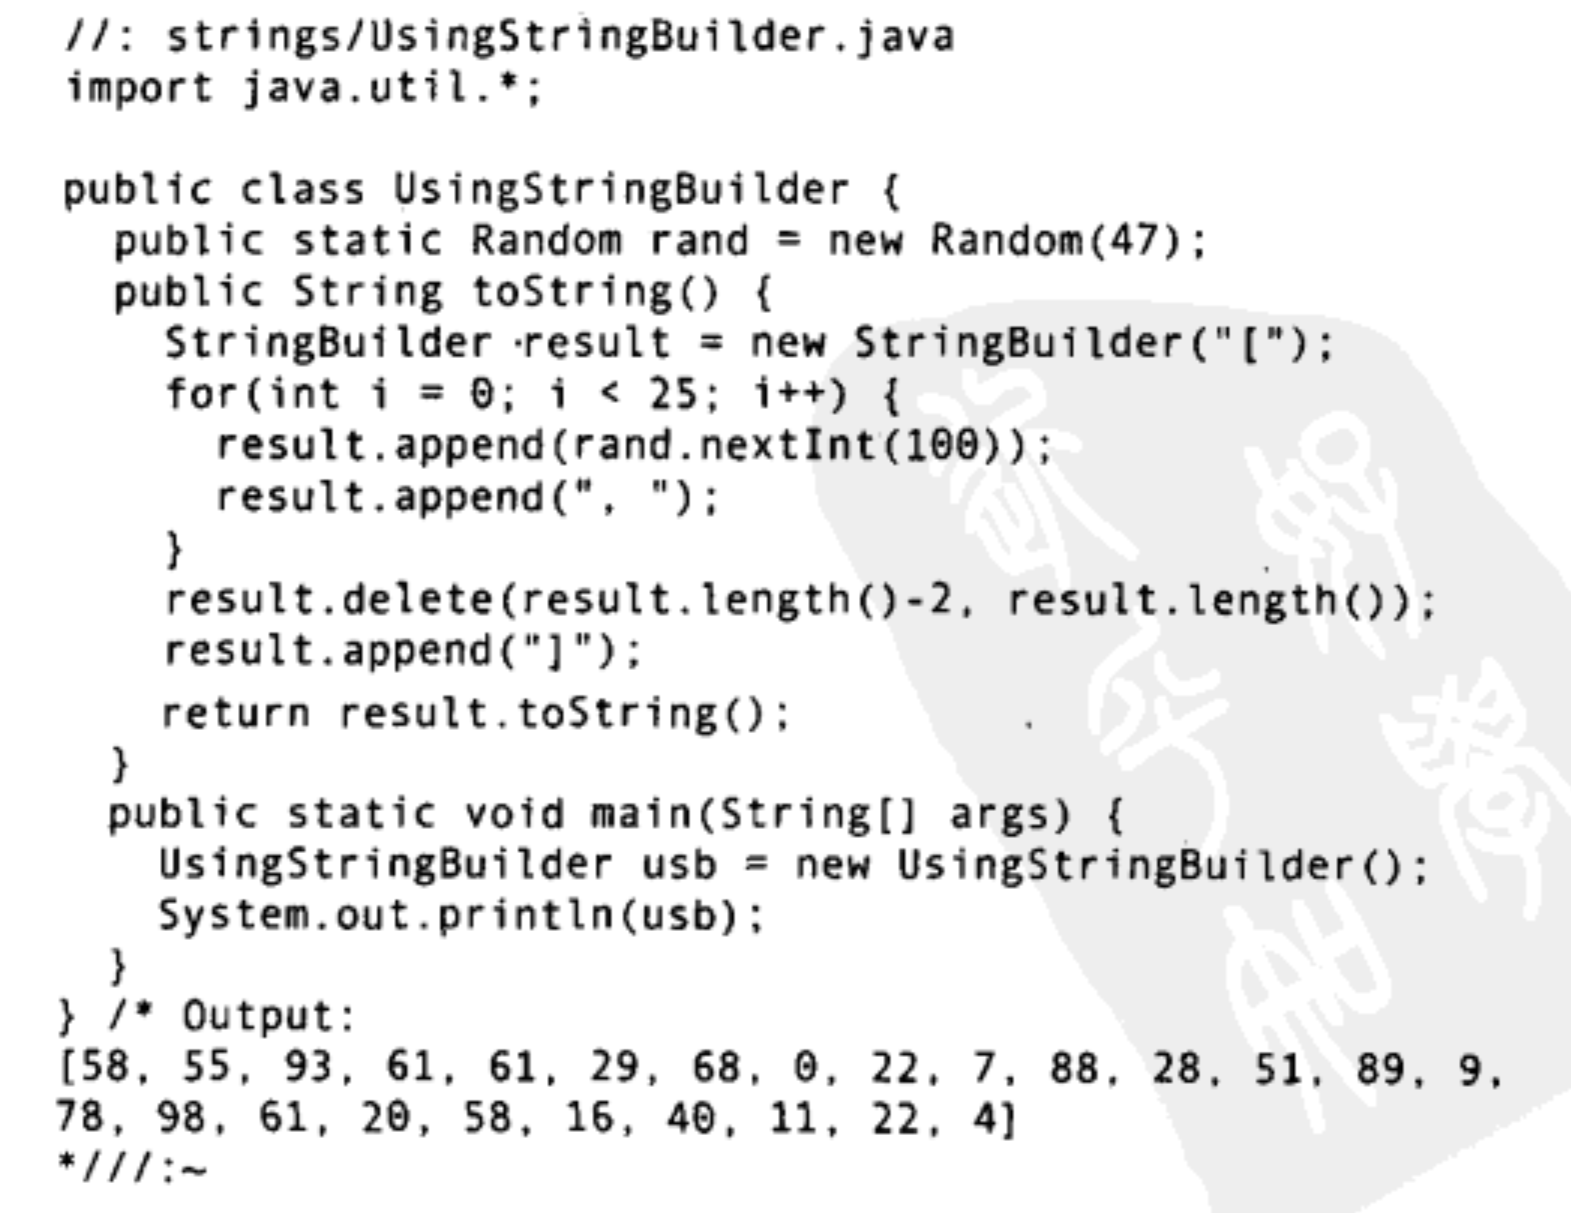 //: strings/UsingStringBuilder.java
import java.util.*;

public class UsingStringBuilder {
  public static Random rand = new Random(47);
  public String toString() {
    StringBuilder result = new StringBuilder("[");
    for(int i = 0; i < 25; i++) {
      result.append(rand.nextInt(100));
      result.append(", ");
    }
    result.delete(result.length()-2, result.length());
    result.append("]");
    return result.toString();
  }
  public static void main(String[] args) {
    UsingStringBuilder usb = new UsingStringBuilder();
    System.out.println(usb);
  }
} /* Output:
[58, 55, 93, 61, 61, 29, 68, 0, 22, 7, 88, 28, 51, 89, 9,
78, 98, 61, 20, 58, 16, 40, 11, 22, 4]
*///:~